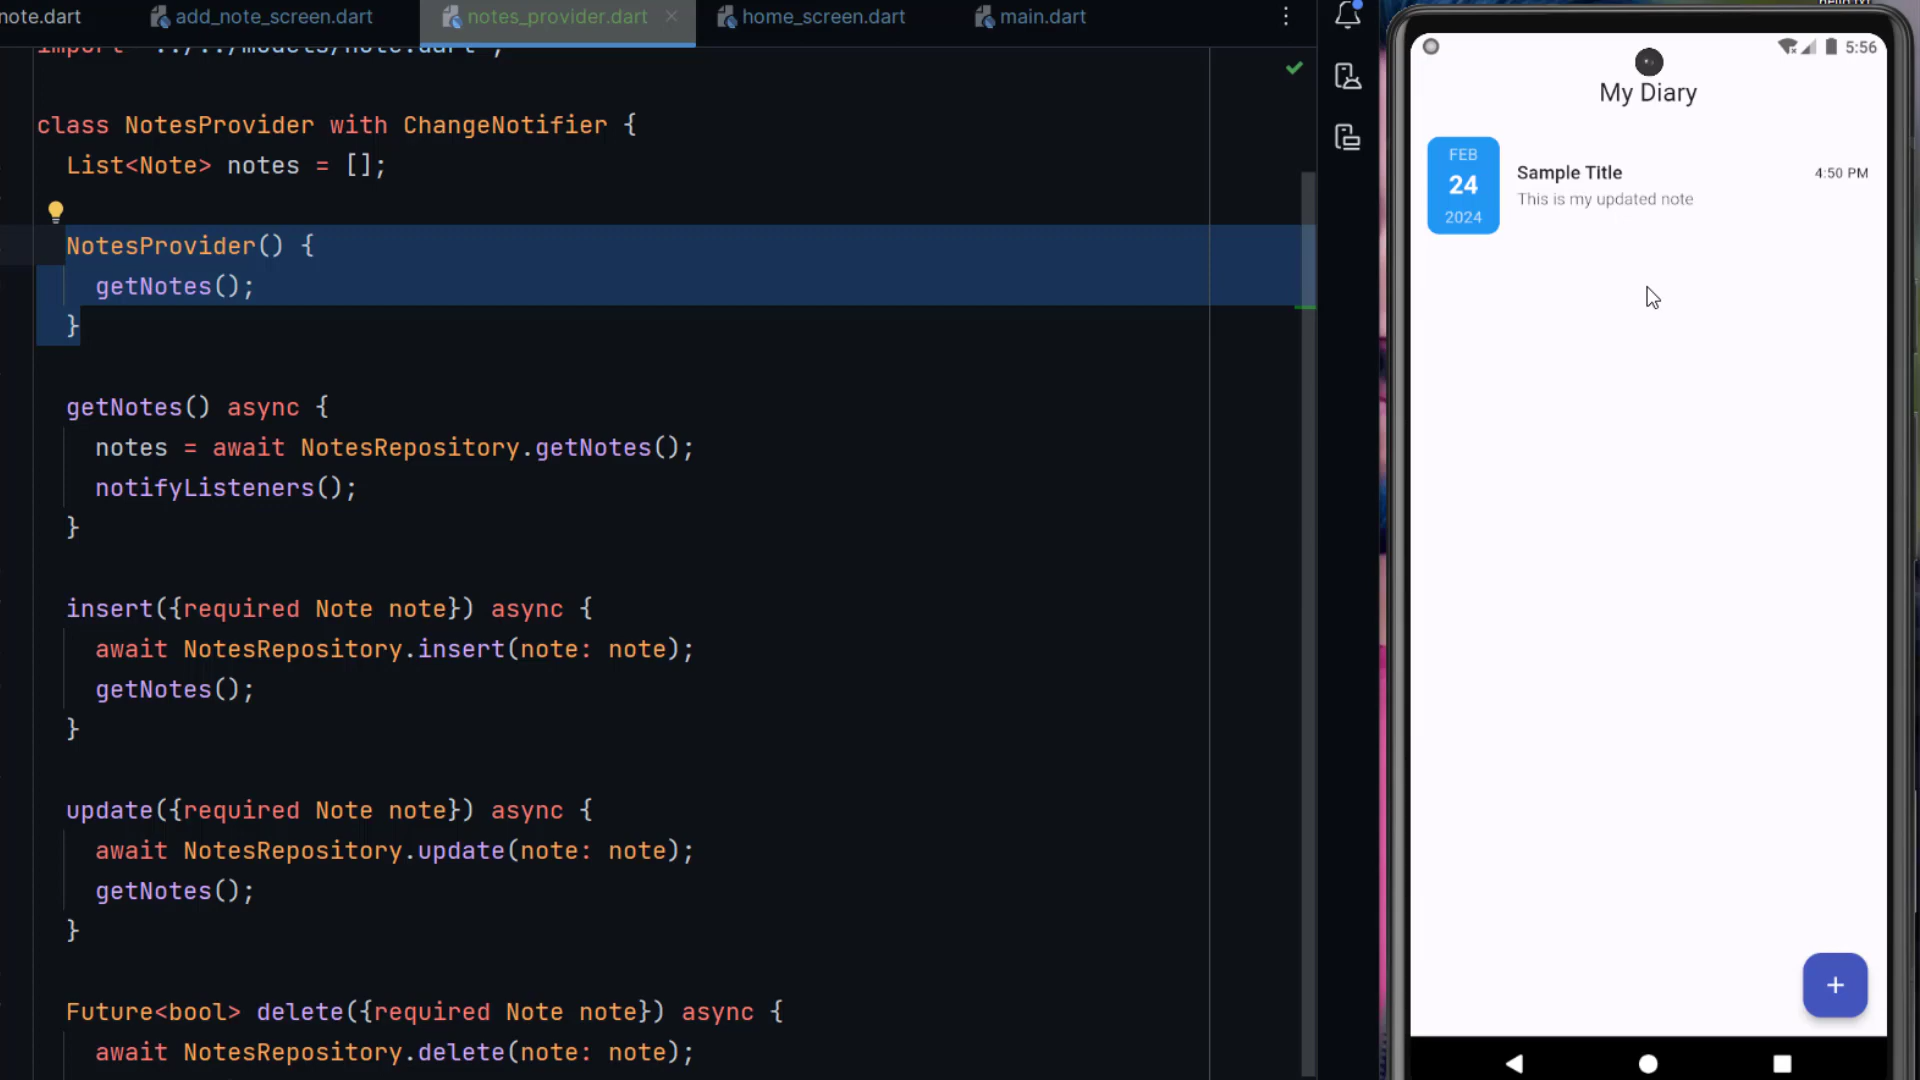 note.dart add_note_screen.dart notes_provider.dart home_screen.dart main.dart
import '../../models/note.dart';
class NotesProvider with ChangeNotifier {
List<Note> notes = [];
NotesProvider() {
getNotes();
}
getNotes() async {
notes = await NotesRepository.getNotes();
notifyListeners();
}
insert({required Note note}) async {
await NotesRepository.insert(note: note);
getNotes();
}
update({required Note note}) async {
await NotesRepository.update(note: note);
getNotes();
}
Future<bool> delete({required Note note}) async {
await NotesRepository.delete(note: note);
5:56
My Diary
FEB
24
2024
Sample Title
4:50 PM
This is my updated note
+